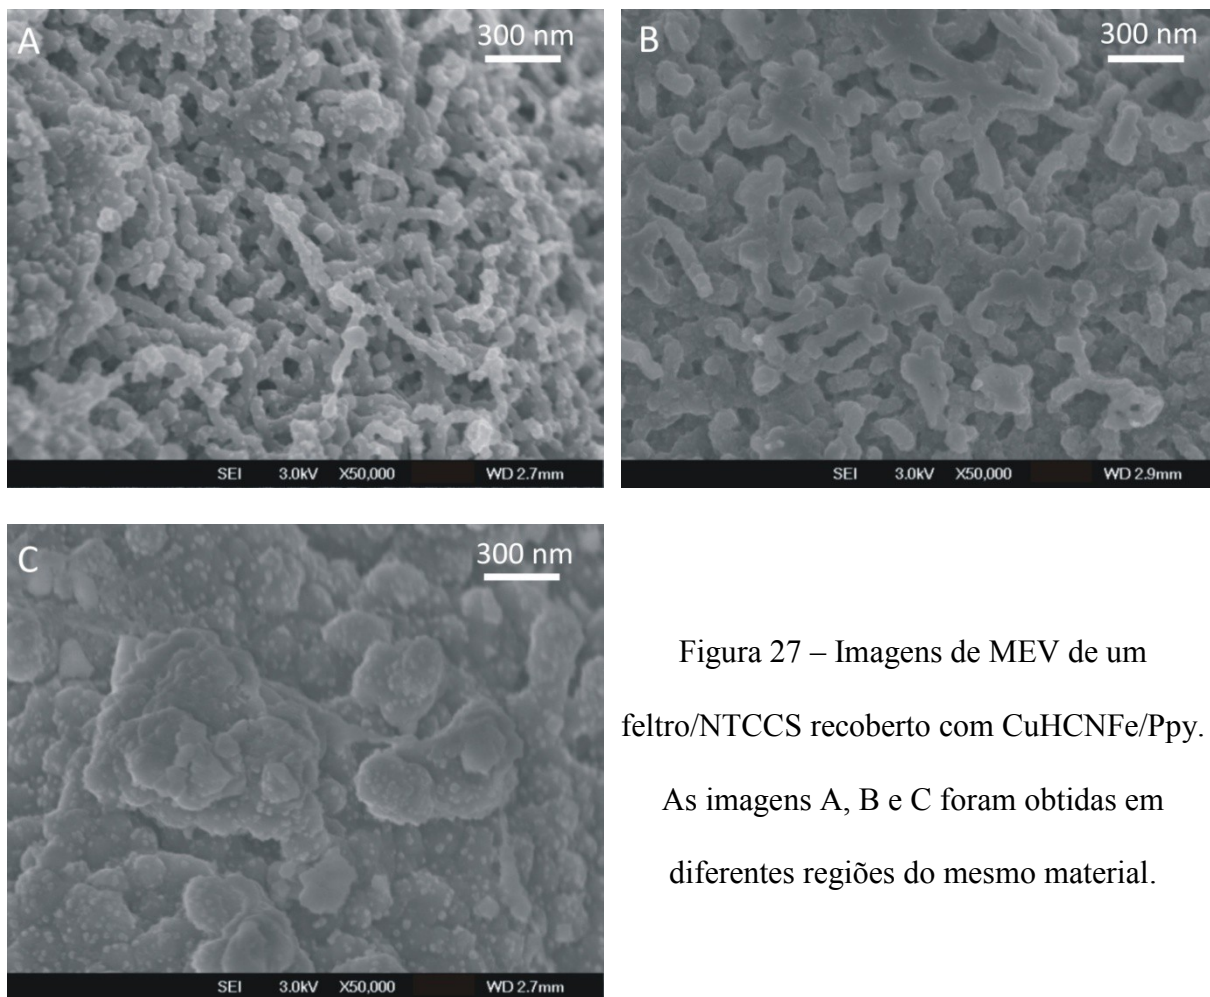 A
300 nm
SEI 3.0kV X50,000 WD 2.7mm
B
300 nm
SEI 3.0kV X50,000 WD 2.9mm
C
300 nm
SEI 3.0kV X50,000 WD 2.7mm
Figura 27 – Imagens de MEV de um
feltro/NTCCS recoberto com CuHCNFe/Ppy.
As imagens A, B e C foram obtidas em
diferentes regiões do mesmo material.